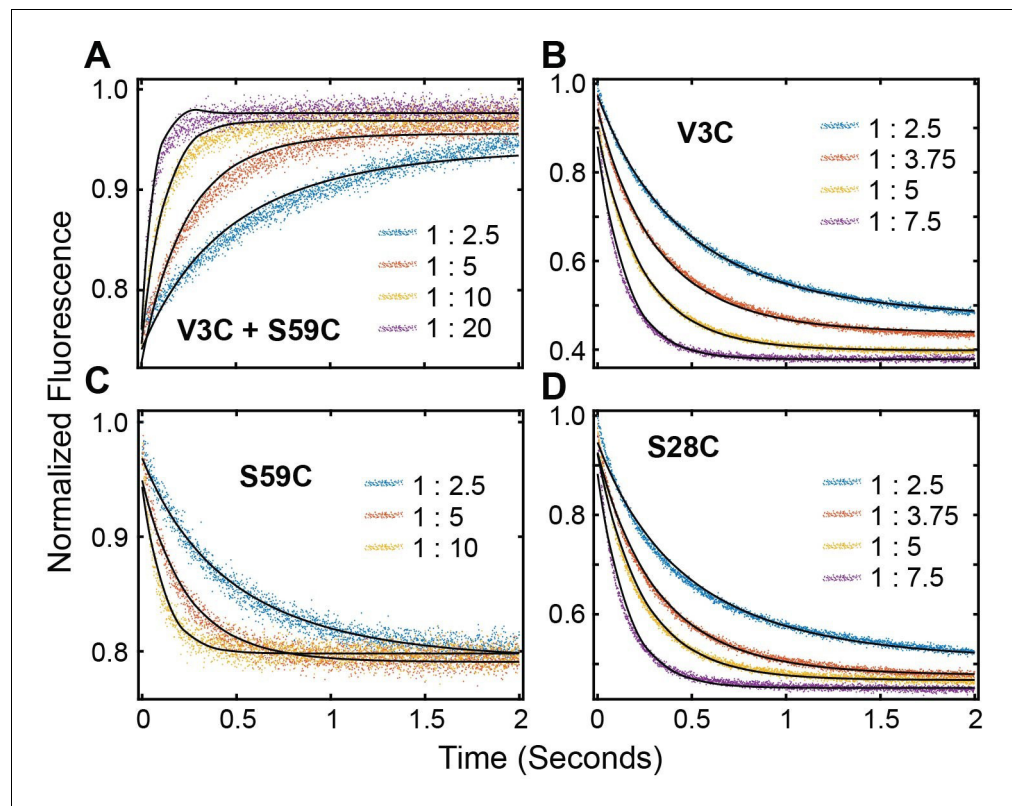 A
1.0
0.9
0.8
1 : 2.5
1 : 5
1 : 10
1 : 20
V3C + S59C
B
1.0
0.8
0.6
0.4
V3C
1 : 2.5
1 : 3.75
1 : 5
1 : 7.5
C
1.0
0.9
0.8
S59C
1 : 2.5
1 : 5
1 : 10
0
0.5
1
1.5
2
D
1.0
0.8
0.6
S28C
1 : 2.5
1 : 3.75
1 : 5
1 : 7.5
0
0.5
1
1.5
2
Normalized Fluorescence
Time (Seconds)